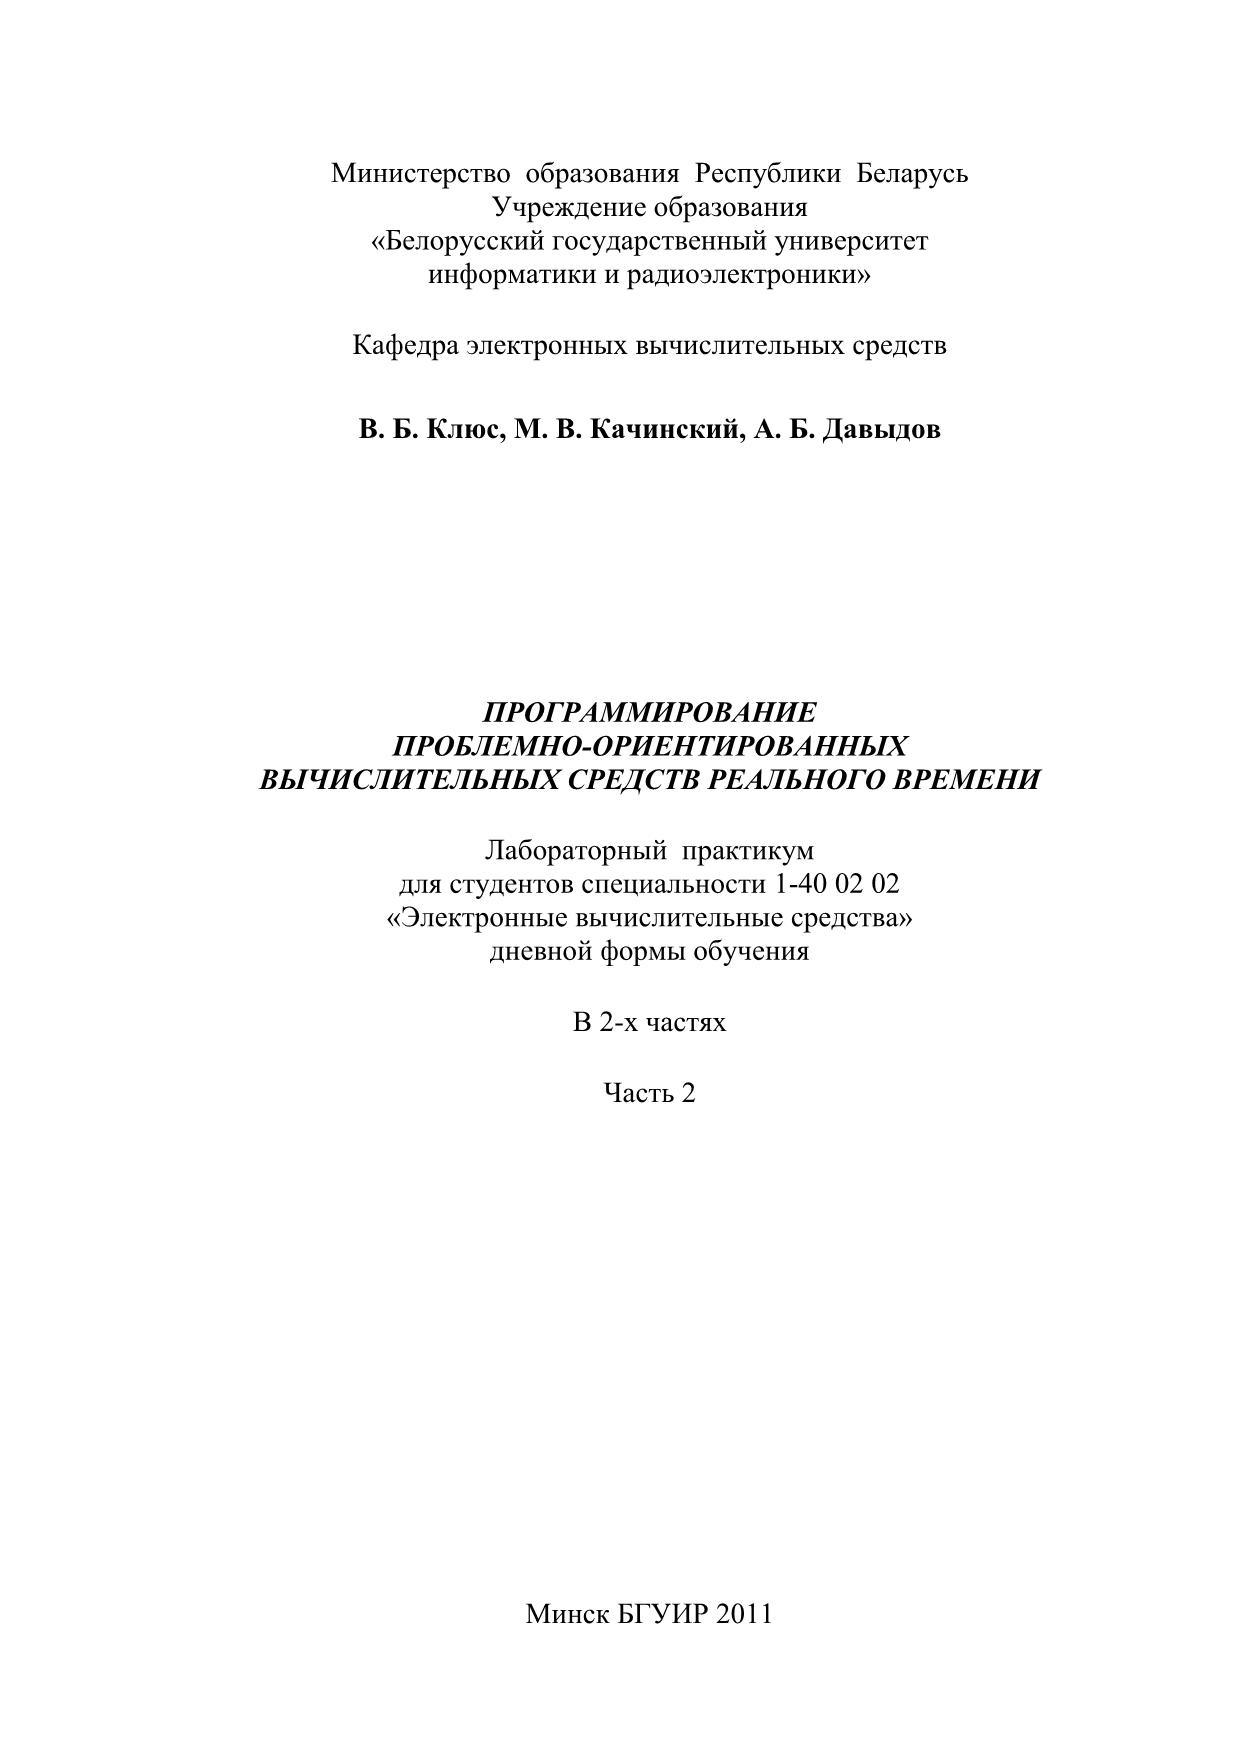 Министерство образования Республики Беларусь
Учреждение образования
«Белорусский государственный университет
информатики и радиоэлектроники»
Кафедра электронных вычислительных средств
В. Б. Клюс, М. В. Качинский, А. Б. Давыдов
ПРОГРАММИРОВАНИЕ
ПРОБЛЕМНО-ОРИЕНТИРОВАННЫХ
ВЫЧИСЛИТЕЛЬНЫХ СРЕДСТВ РЕАЛЬНОГО ВРЕМЕНИ
Лабораторный практикум
для студентов специальности 1-40 02 02
«Электронные вычислительные средства»
дневной формы обучения
В 2-х частях
Часть 2
Минск БГУИР 2011